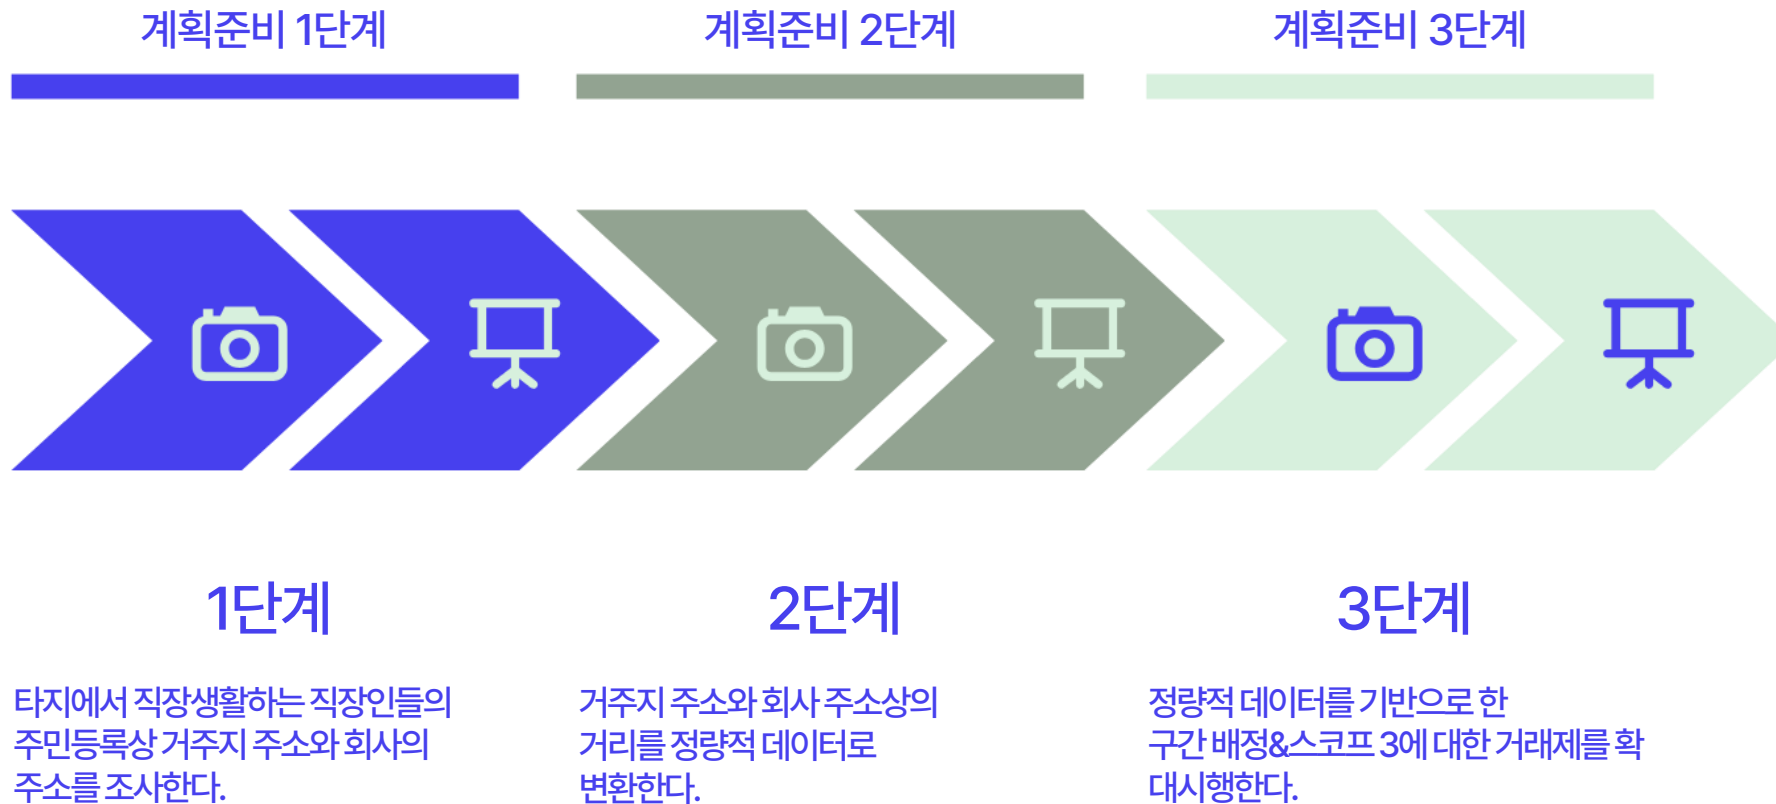 계획준비 1단계
계획준비 2단계
계획준비 3단계
1단계
타지에서 직장생활하는 직장인들의
주민등록상 거주지 주소와 회사의
주소를 조사한다.
2단계
거주지 주소와 회사 주소상의
거리를 정량적 데이터로
변환한다.
3단계
정량적 데이터를 기반으로 한
구간 배정&스코프 3에 대한 거래제를 확
대시행한다.